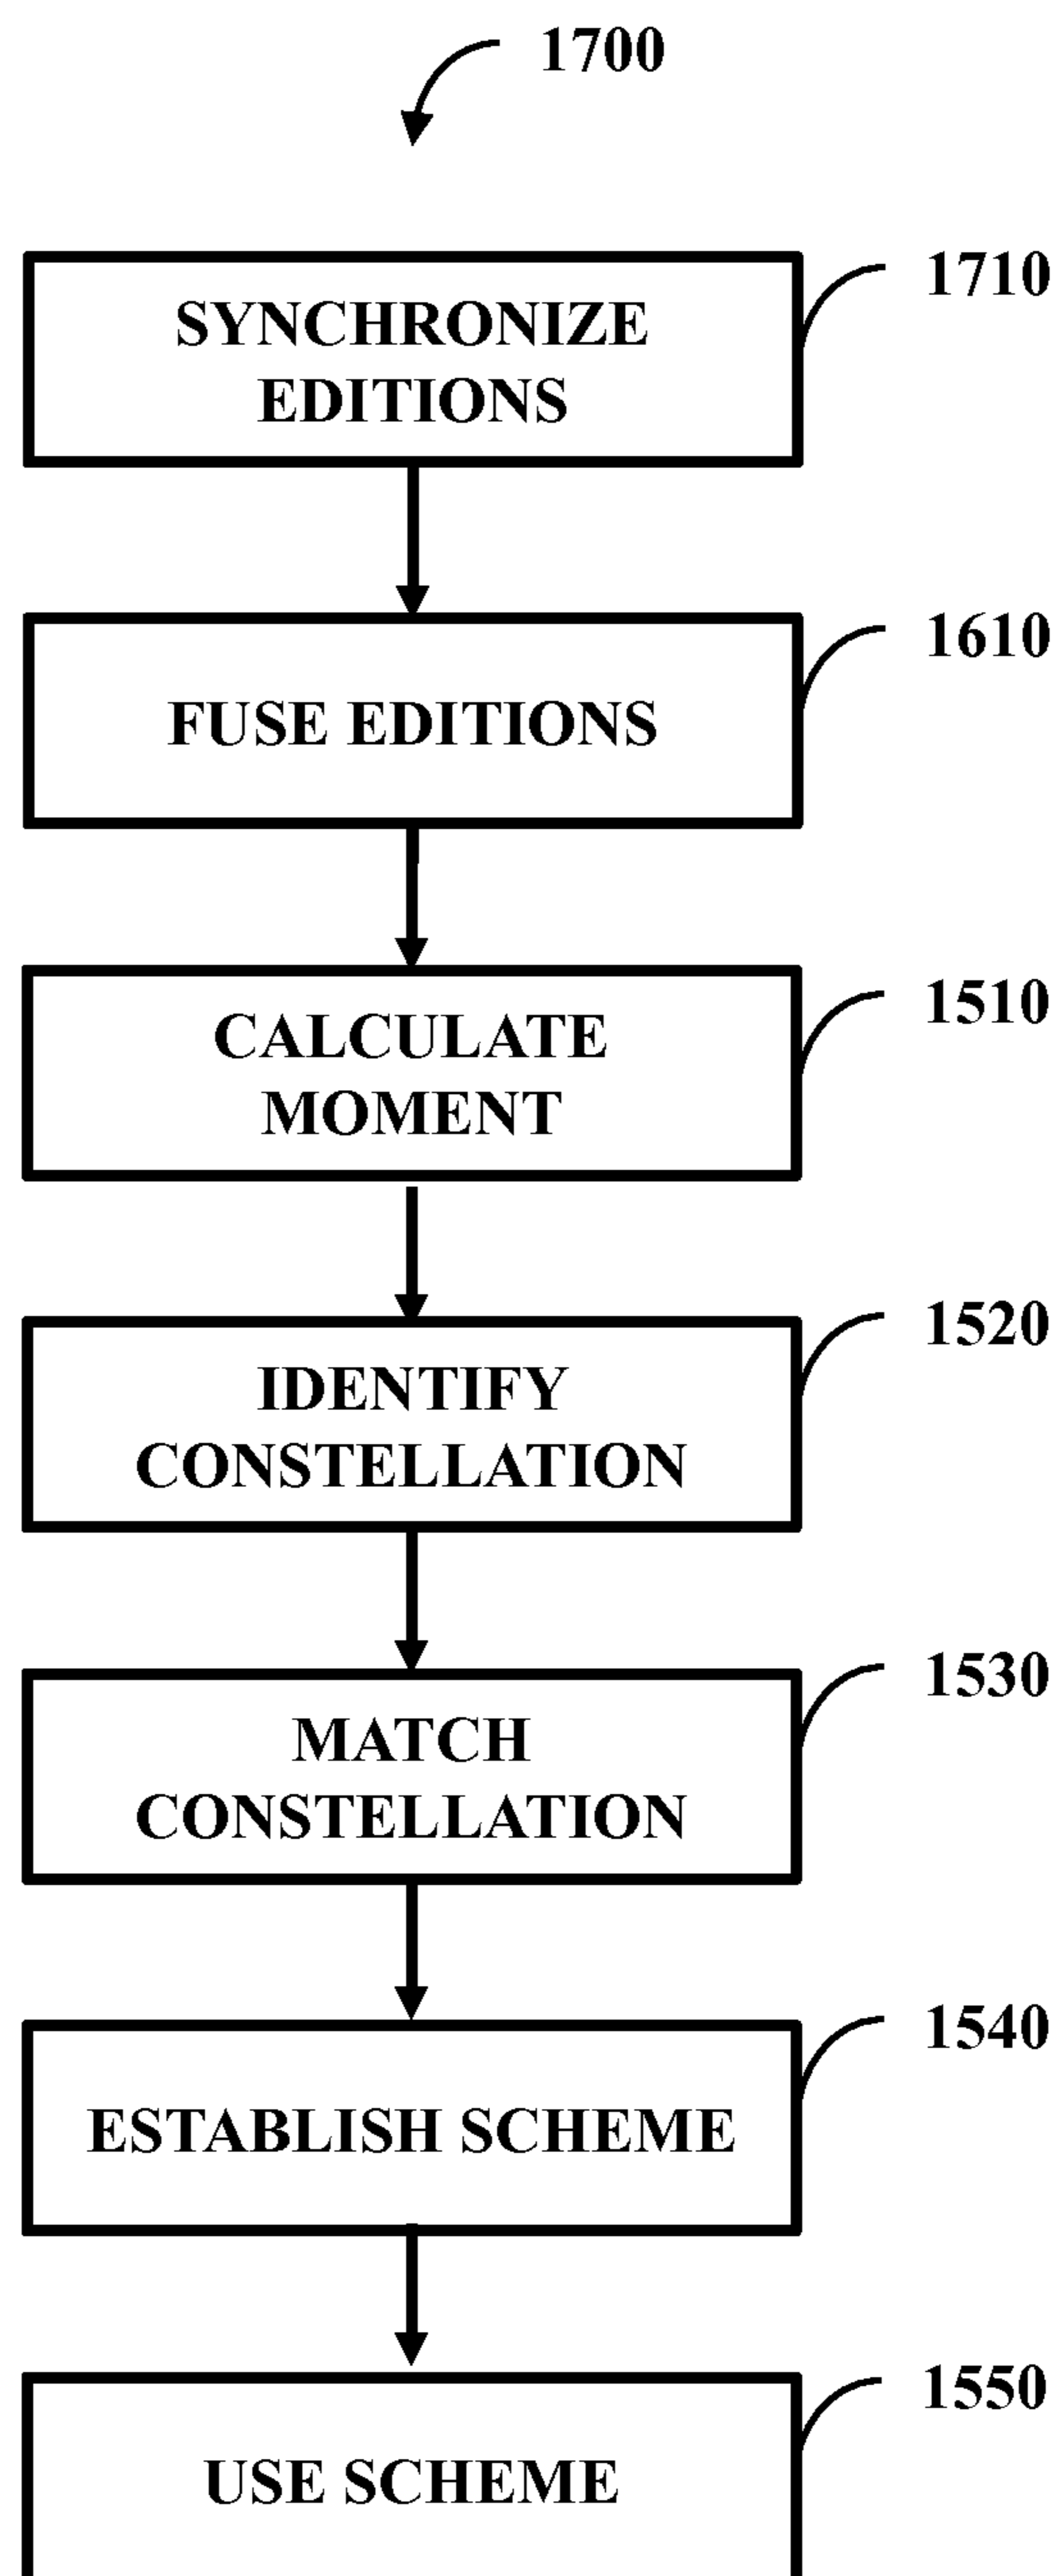 1700
SYNCHRONIZE
EDITIONS
1710
FUSE EDITIONS
1610
CALCULATE
MOMENT
1510
IDENTIFY
CONSTELLATION
1520
MATCH
CONSTELLATION
1530
ESTABLISH SCHEME
1540
USE SCHEME
1550